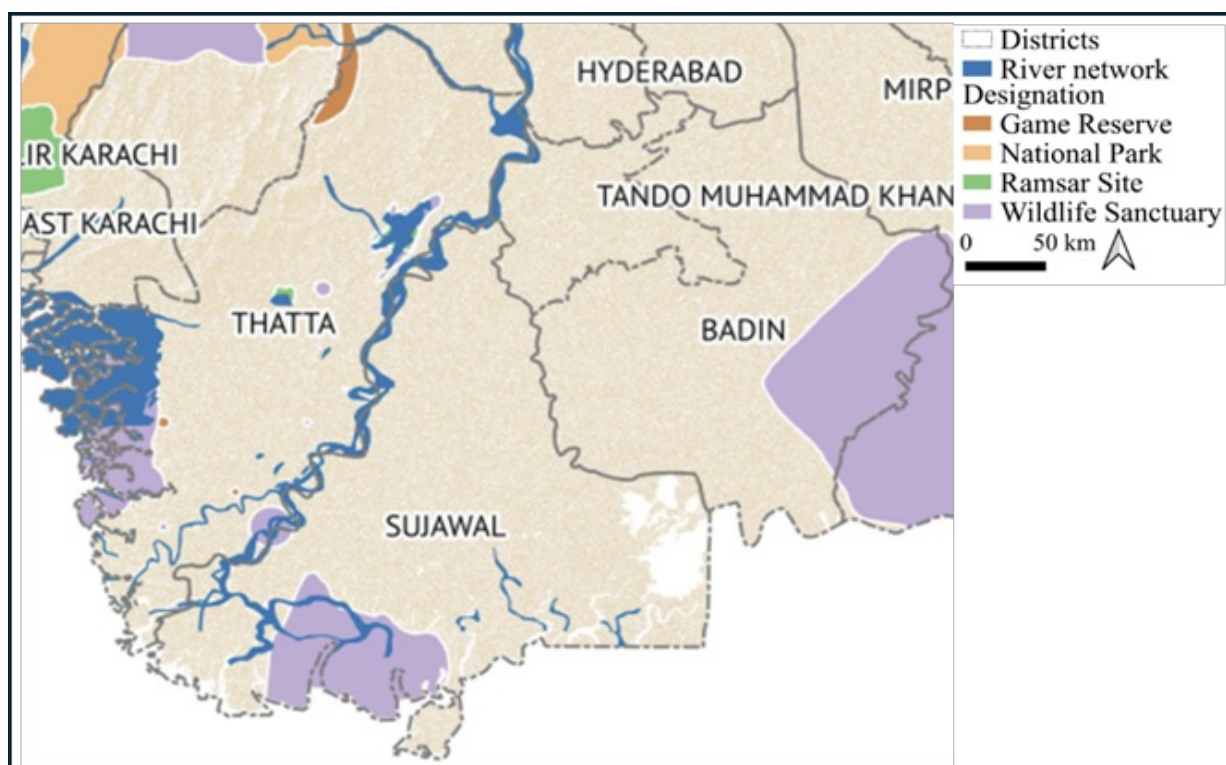 HYDERABAD
MIRP
LIR KARACHI
TANDO MUHAMMAD KHAN
AST KARACHI
THATTA
BADIN
SUJAWAL
Districts
River network
Designation
Game Reserve
National Park
Ramsar Site
Wildlife Sanctuary
0 50 km